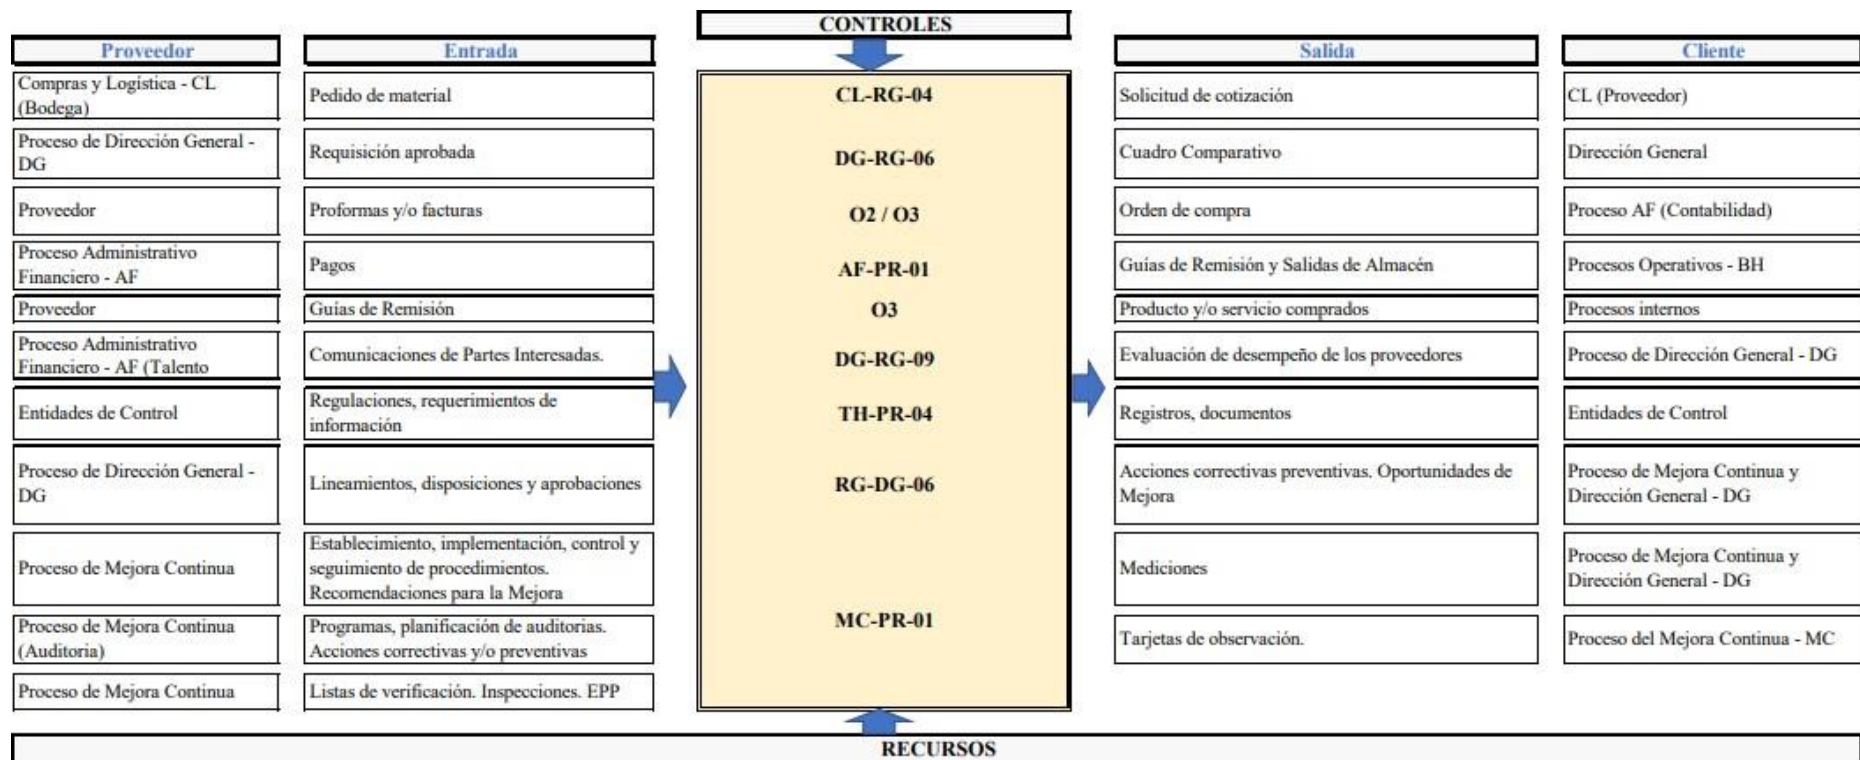 CONTROLES
Proveedor
Entrada
Salida
Cliente
Compras y Logística - CL
(Bodega)
Pedido de material
CL-RG-04
Solicitud de cotización
CL (Proveedor)
Proceso de Dirección General -
DG
Requisición aprobada
DG-RG-06
Cuadro Comparativo
Dirección General
Proveedor
Proformas y/o facturas
O2 / O3
Orden de compra
Proceso AF (Contabilidad)
Proceso Administrativo
Financiero - AF
Pagos
AF-PR-01
Guías de Remisión y Salidas de Almacén
Procesos Operativos - BH
Proveedor
Guías de Remisión
O3
Producto y/o servicio comprados
Procesos internos
Proceso Administrativo
Financiero - AF (Talento
Comunicaciones de Partes Interesadas.
DG-RG-09
Evaluación de desempeño de los proveedores
Proceso de Dirección General - DG
Entidades de Control
Regulaciones, requerimientos de
información
TH-PR-04
Registros, documentos
Entidades de Control
Proceso de Dirección General -
DG
Lineamientos, disposiciones y aprobaciones
RG-DG-06
Acciones correctivas preventivas. Oportunidades de
Mejora
Proceso de Mejora Continua y
Dirección General - DG
Proceso de Mejora Continua
Establecimiento, implementación, control y
seguimiento de procedimientos.
Recomendaciones para la Mejora
Mediciones
Proceso de Mejora Continua y
Dirección General - DG
MC-PR-01
Proceso de Mejora Continua
(Auditoria)
Programas, planificación de auditorias.
Acciones correctivas y/o preventivas
Tarjetas de observación.
Proceso del Mejora Continua - MC
Proceso de Mejora Continua
Listas de verificación. Inspecciones. EPP
RECURSOS